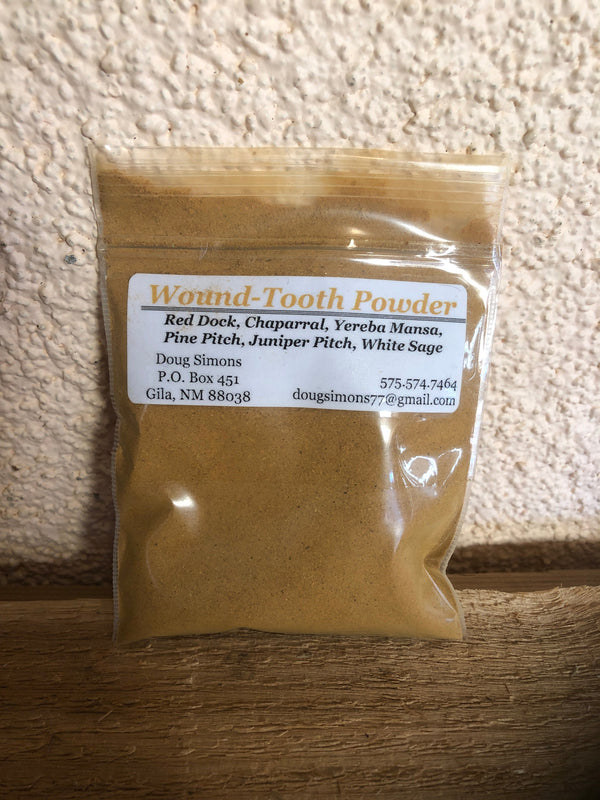 Wound-Tooth Powder
Red Dock, Chaparral, Yereba Mansa,
Pine Pitch, Juniper Pitch, White Sage
Doug Simons
P.O. Box 451 575.574.7464
Gila, NM 88038 dougsimons77@gmail.com